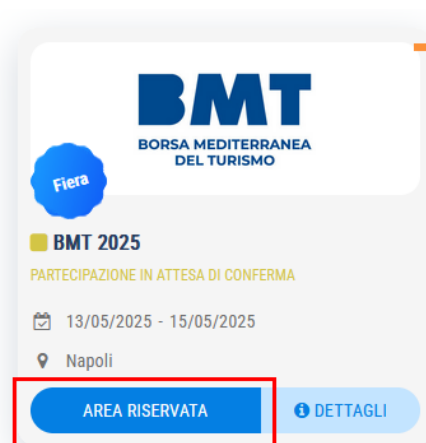 BMT
BORSA MEDITERRANEA
DEL TURISMO
Fiera
BMT 2025
PARTECIPAZIONE IN ATTESA DI CONFERMA
13/05/2025 - 15/05/2025
Napoli
AREA RISERVATA
DETTAGLI